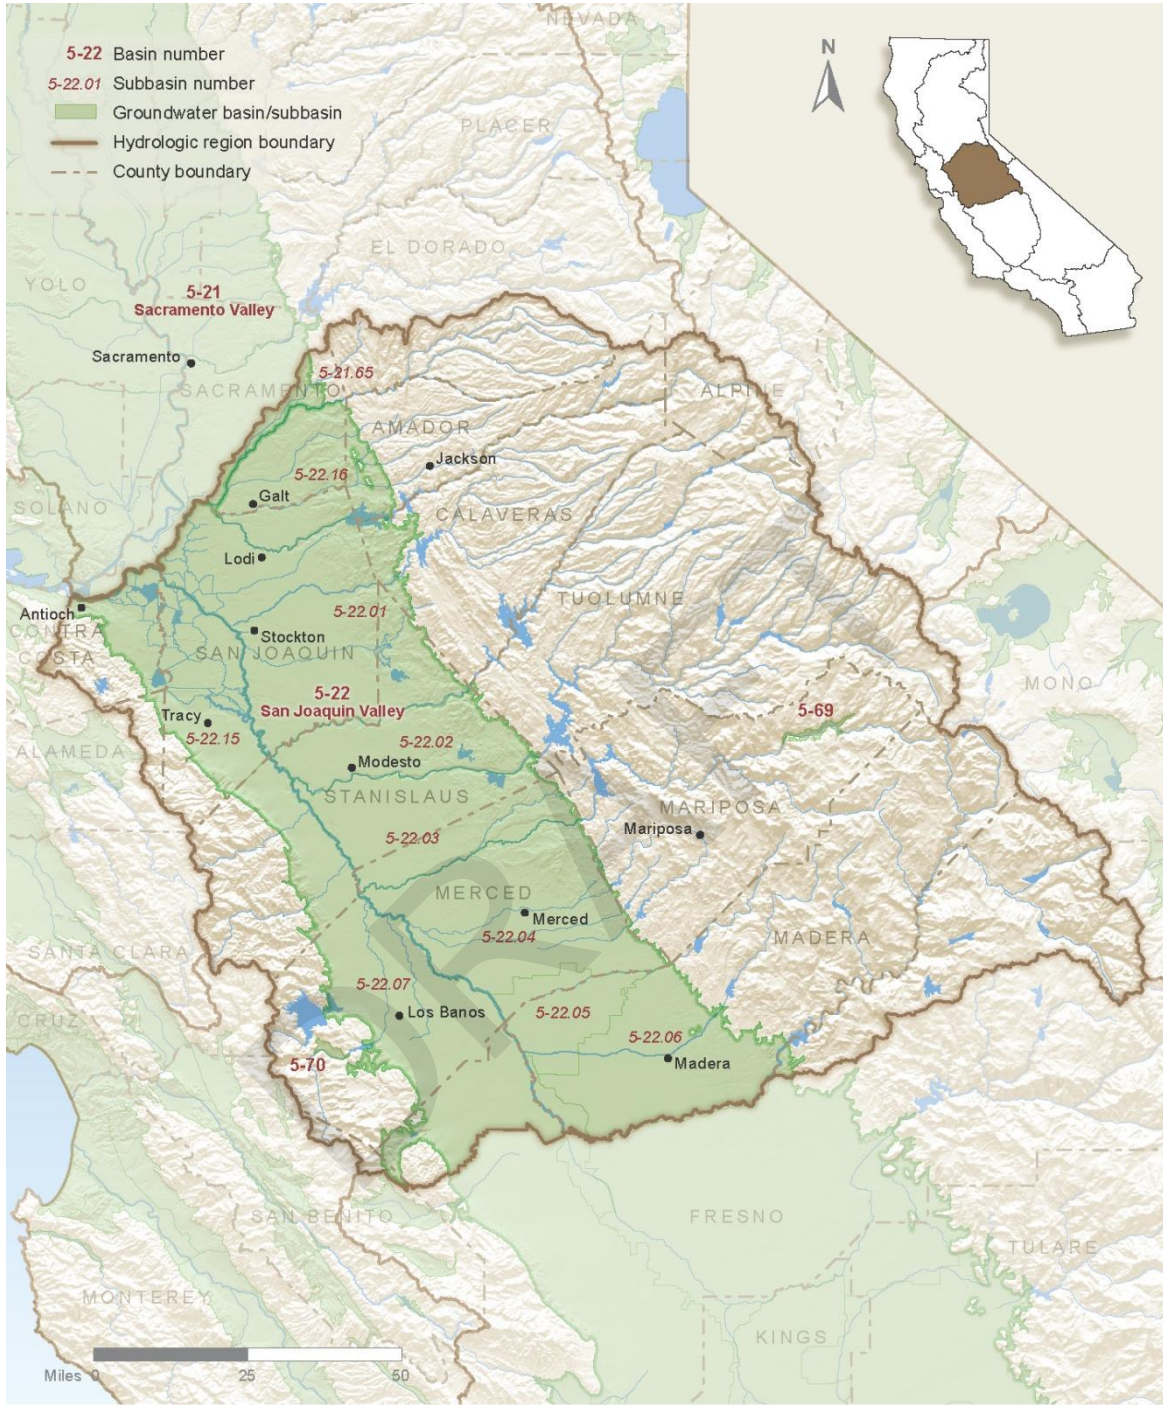 NEVADA
5-22 Basin number
5-22.01 Subbasin number
Groundwater basin/subbasin
Hydrologic region boundary
County boundary
N
PLACER
EL DORADO
YOLO
5-21
Sacramento Valley
Sacramento
5-21.65
SACRAMENTO
ALPINE
AMADOR
Jackson
5-22.16
Galt
SOLANO
CALAVERAS
Lodi
TUOLUMNE
Antioch
5-22.01
CONTRA
COSTA
Stockton
SAN JOAQUIN
MONO
5-22
San Joaquin Valley
5-69
Tracy
5-22.15
5-22.02
ALAMEDA
Modesto
STANISLAUS
MARIPOSA
Mariposa
5-22.03
MERCED
Merced
5-22.04
MADERA
SANTA CLARA
5-22.07
CRUZ
Los Banos
5-22.05
5-22.06
Madera
5-70
SAN BENITO
FRESNO
TULARE
MONTEREY
KINGS
Miles 0 25 50